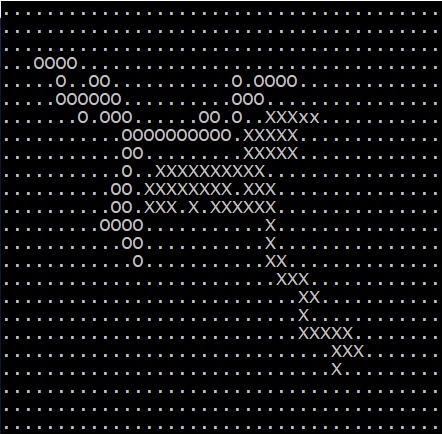 ........................................
........................................
........................................
...OOOO.................................
.....O..OO...........O.OOOO.............
.....OOOOOO..........OOO................
.......O.OOO......OO.O..XXXxx...........
...........OOOOOOOOOO.XXXXX.............
...........OO.........XXXXX.............
...........O..XXXXXXXXXX................
..........OO.XXXXXXXX.XXX...............
..........OO.XXX.X.XXXXXX...............
.........OOOO...........X...............
...........OO...........X...............
............O...........XX..............
.........................XXX............
...........................XX...........
...........................X............
...........................XXXXX........
..............................XXX.......
..............................X.........
........................................
........................................
........................................